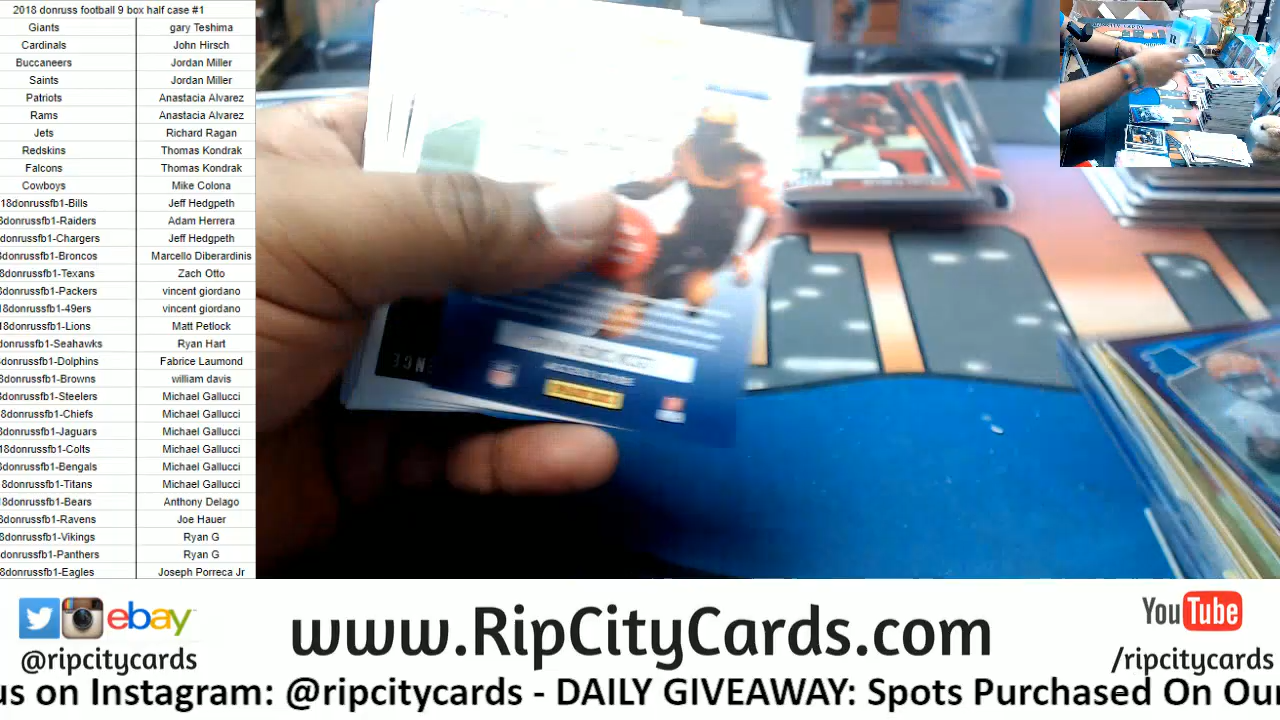 2018 donruss football 9 box half case #1
Giants gary Teshima
Cardinals John Hirsch
Buccaneers Jordan Miller
Saints Jordan Miller
Patriots Anastacia Alvarez
Rams Anastacia Alvarez
Jets Richard Ragan
Redskins Thomas Kondrak
Falcons Thomas Kondrak
Cowboys Mike Colona
18donrussfb1-Bills Jeff Hedgpeth
8donrussfb1-Raiders Adam Herrera
donrussfb1-Chargers Jeff Hedgpeth
8donrussfb1-Broncos Marcello Diberardinis
8donrussfb1-Texans Zach Otto
8donrussfb1-Packers vincent giordano
18donrussfb1-49ers vincent giordano
18donrussfb1-Lions Matt Petlock
donrussfb1-Seahawks Ryan Hart
donrussfb1-Dolphins Fabrice Laumond
8donrussfb1-Browns william davis
donrussfb1-Steelers Michael Gallucci
8donrussfb1-Chiefs Michael Gallucci
donrussfb1-Jaguars Michael Gallucci
18donrussfb1-Colts Michael Gallucci
donrussfb1-Bengals Michael Gallucci
18donrussfb1-Titans Michael Gallucci
18donrussfb1-Bears Anthony Delago
8donrussfb1-Ravens Joe Hauer
8donrussfb1-Vikings Ryan G
donrussfb1-Panthers Ryan G
8donrussfb1-Eagles Joseph Porreca Jr
ebay
@ripcitycards
www.RipCityCards.com
YouTube
/ripcitycards
us on Instagram: @ripcitycards - DAILY GIVEAWAY: Spots Purchased On Our